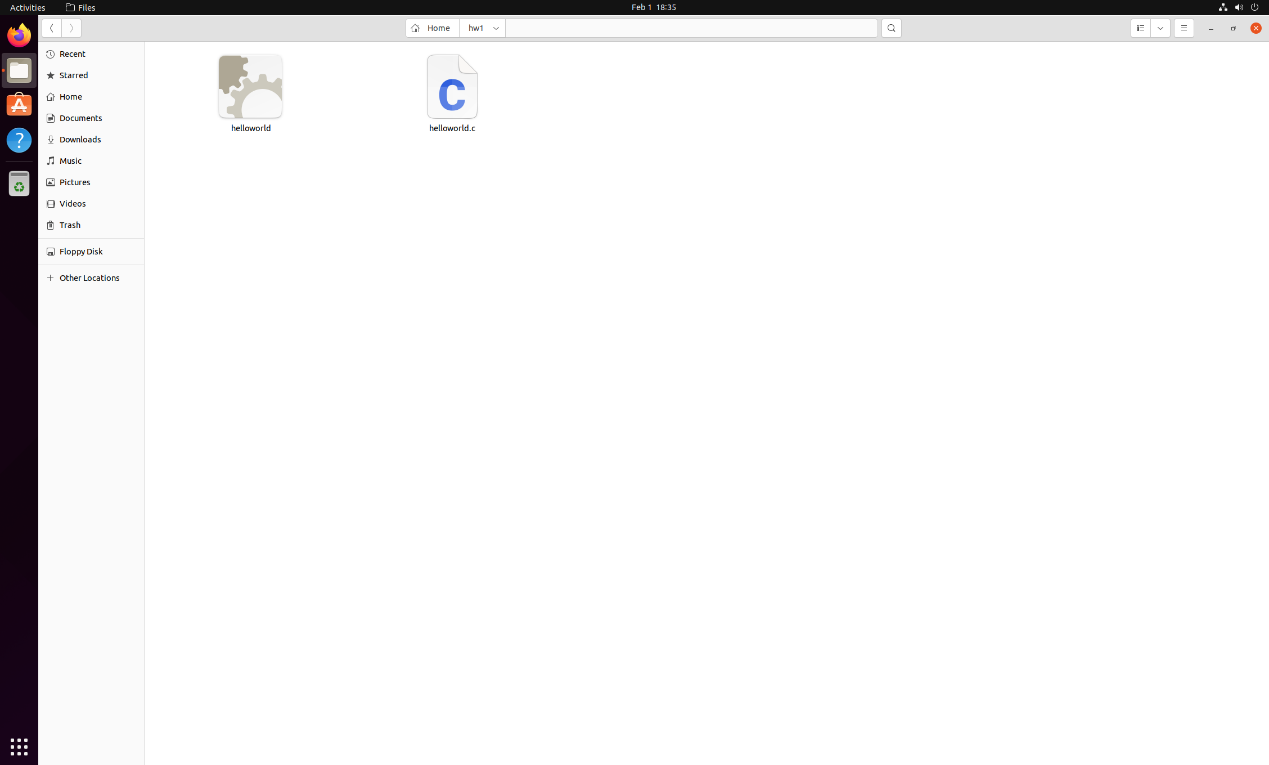 Activities Files Feb 1 18:35
Home hw1
Recent
Starred
Home
Documents
Downloads
Music
Pictures
Videos
Trash
Floppy Disk
Other Locations
helloworld helloworld.c